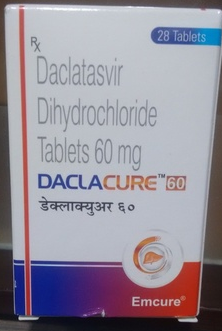 28 Tablets
Rx
Daclatasvir
Dihydrochloride
Tablets 60 mg
DACLACURE™ 60
डेक्लाक्युअर ६०
Emcure®